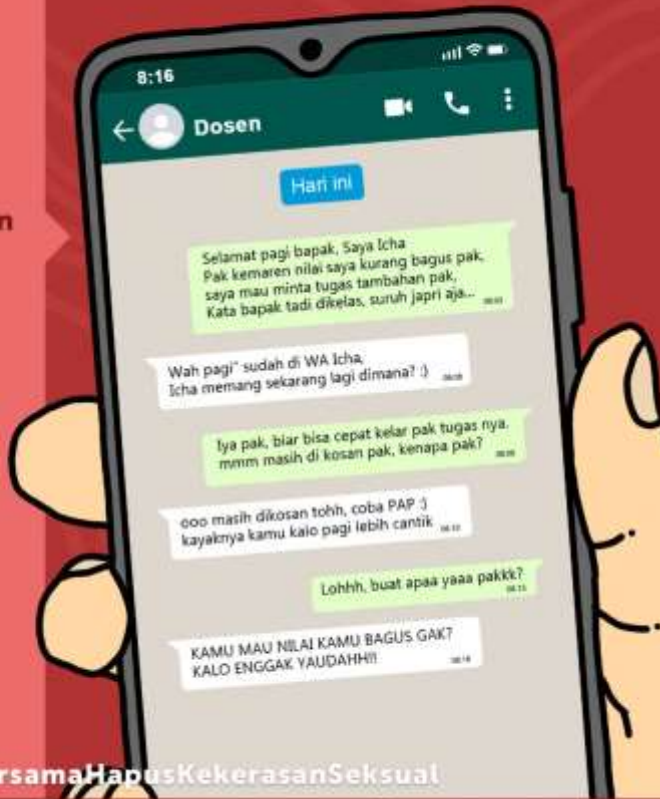 8:16
Dosen
Hari ini
Selamat pagi bapak, Saya Icha
Pak kemaren nilai saya kurang bagus pak,
saya mau minta tugas tambahan pak,
Kata bapak tadi dikelas, suruh japri aja...
Wah pagi" sudah di WA Icha,
Icha memang sekarang lagi dimana? :)
Iya pak, biar bisa cepat kelar pak tugas nya.
mmm masih di kosan pak, kenapa pak?
ooo masih dikosan tohh, coba PAP :)
kayaknya kamu kalo pagi lebih cantik
Lohhh, buat apaa yaaa pakkk?
KAMU MAU NILAI KAMU BAGUS GAK?
KALO ENGGAK YAUDAHH!!!
rsamaHapusKekerasanSeksual